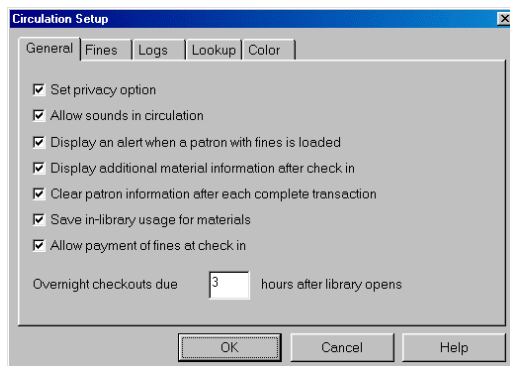 Circulation Setup
General Fines Logs Lookup Color
Set privacy option
Allow sounds in circulation
Display an alert when a patron with fines is loaded
Display additional material information after check in
Clear patron information after each complete transaction
Save in-library usage for materials
Allow payment of fines at check in
Overnight checkouts due 3 hours after library opens
OK Cancel Help